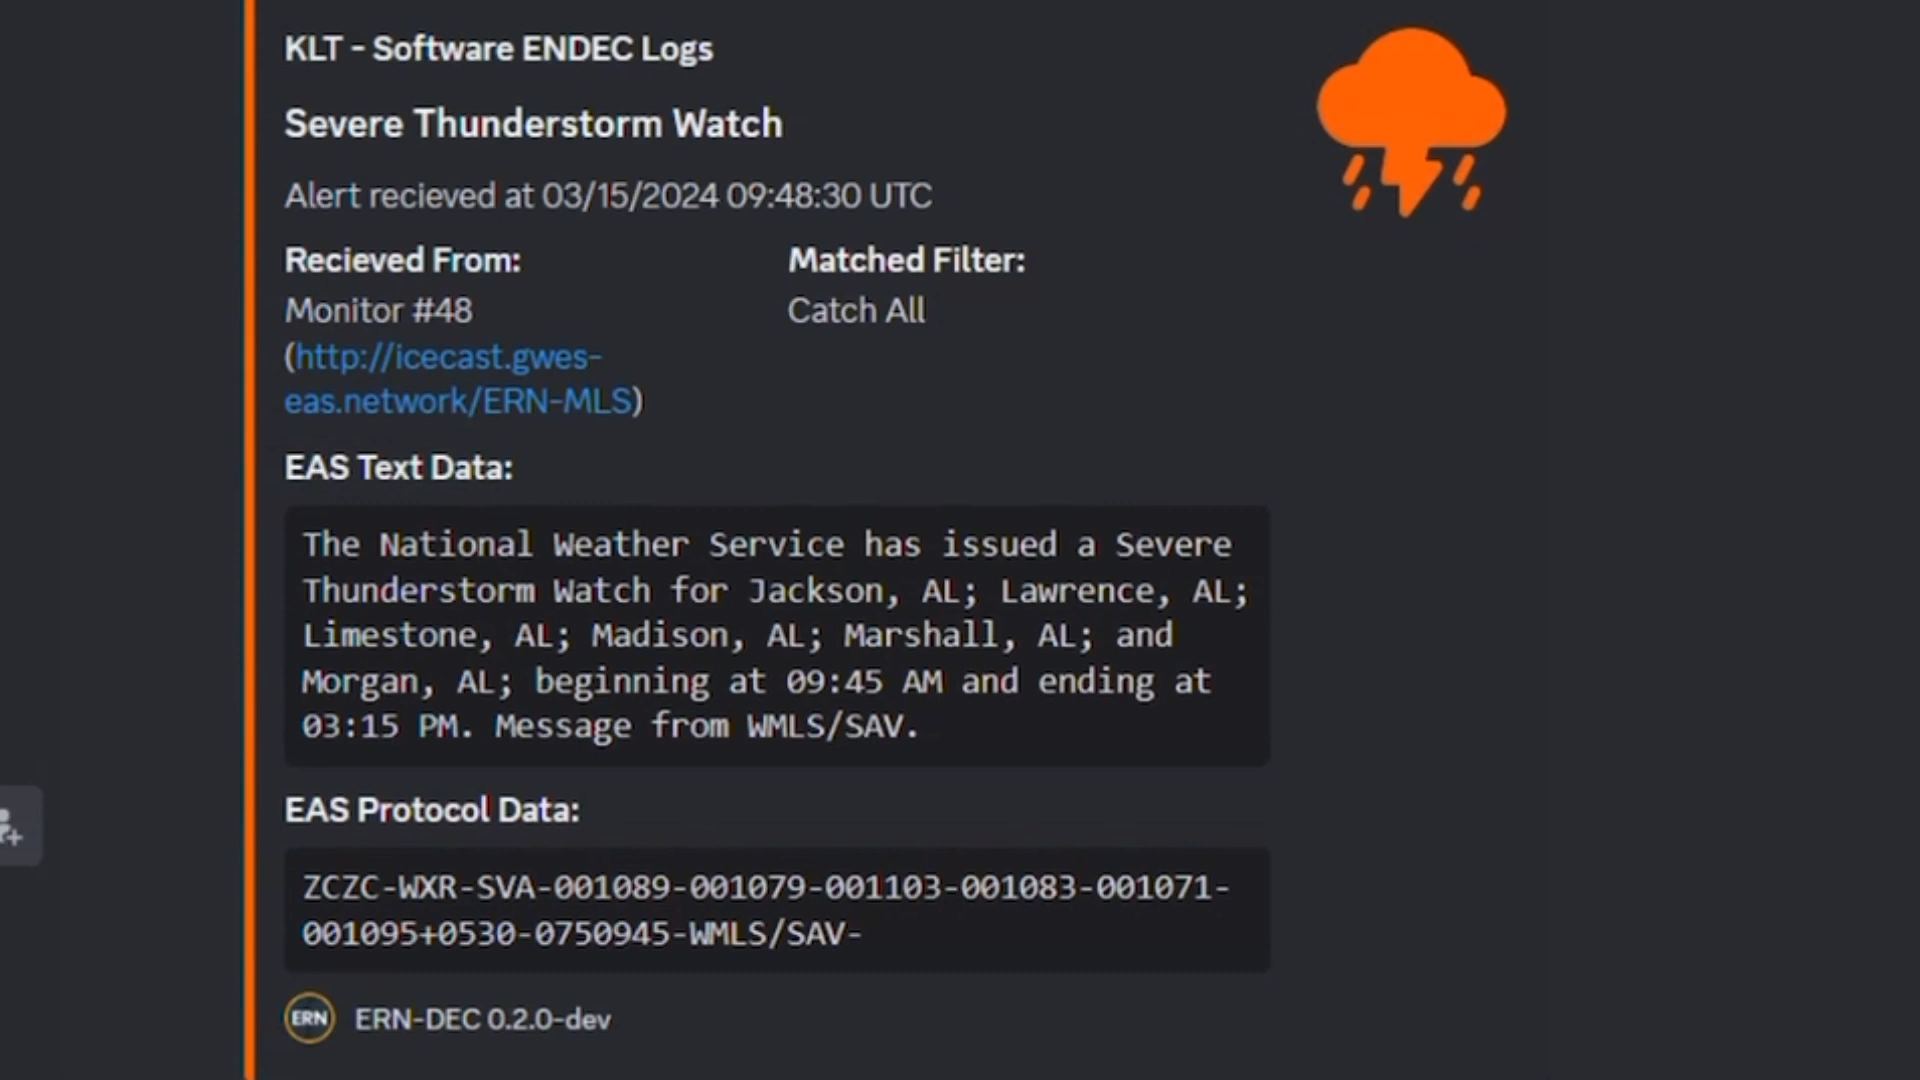 KLT - Software ENDEC Logs
Severe Thunderstorm Watch
Alert recieved at 03/15/2024 09:48:30 UTC
Recieved From:
Monitor #48
(http://icecast.gwes-
eas.network/ERN-MLS)
Matched Filter:
Catch All
EAS Text Data:
The National Weather Service has issued a Severe
Thunderstorm Watch for Jackson, AL; Lawrence, AL;
Limestone, AL; Madison, AL; Marshall, AL; and
Morgan, AL; beginning at 09:45 AM and ending at
03:15 PM. Message from WMLS/SAV.
EAS Protocol Data:
ZCZC-WXR-SVA-001089-001079-001103-001083-001071-
001095+0530-0750945-WMLS/SAV-
ERN ERN-DEC 0.2.0-dev